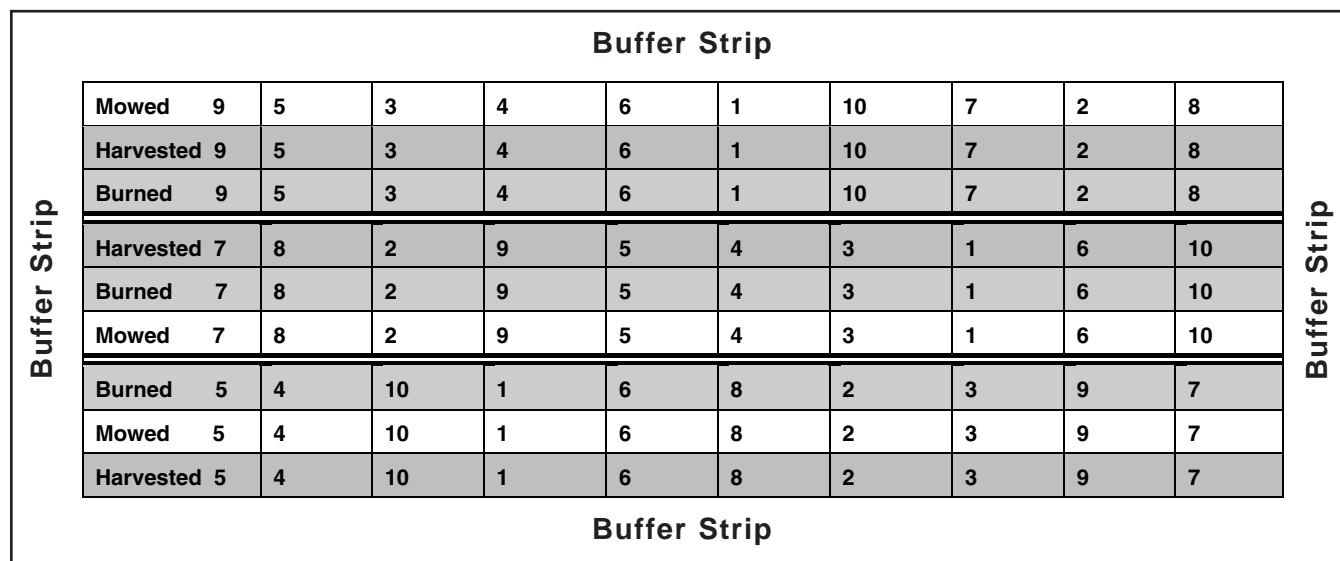 Buffer Strip
Mowed 9 5 3 4 6 1 10 7 2 8
Harvested 9 5 3 4 6 1 10 7 2 8
Burned 9 5 3 4 6 1 10 7 2 8
Harvested 7 8 2 9 5 4 3 1 6 10
Burned 7 8 2 9 5 4 3 1 6 10
Mowed 7 8 2 9 5 4 3 1 6 10
Burned 5 4 10 1 6 8 2 3 9 7
Mowed 5 4 10 1 6 8 2 3 9 7
Harvested 5 4 10 1 6 8 2 3 9 7
Buffer Strip
Buffer Strip
Buffer Strip